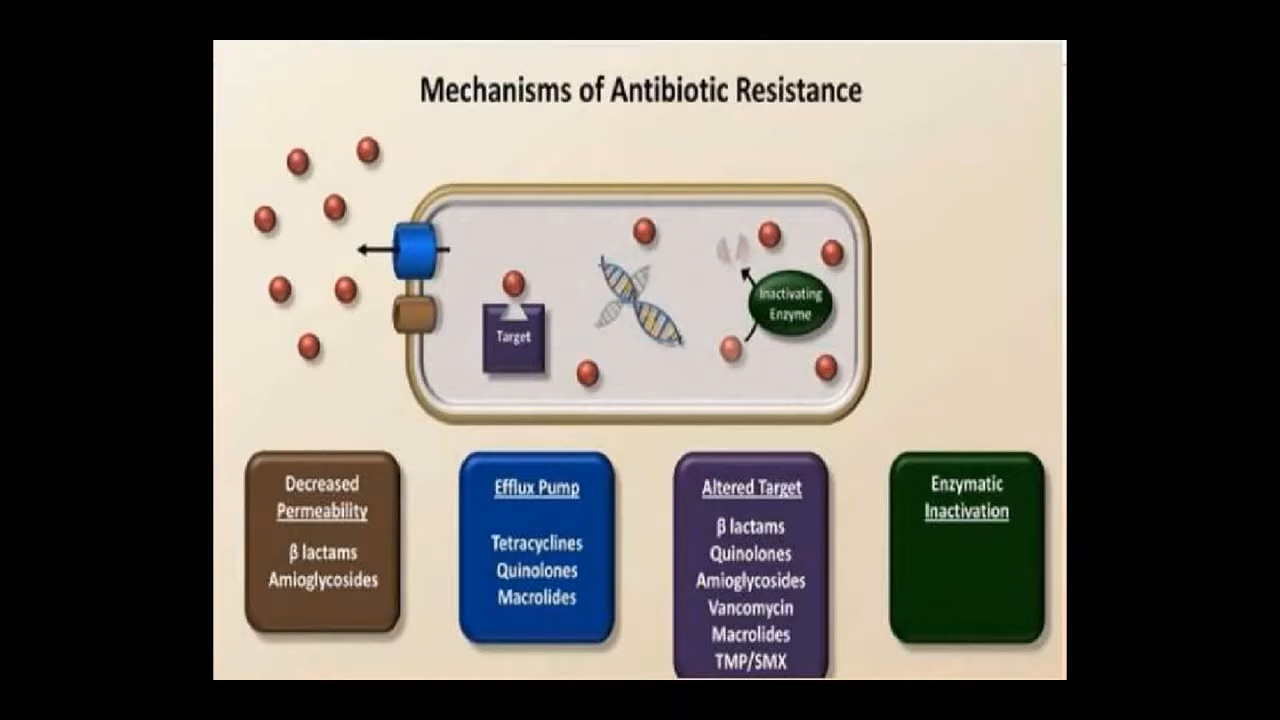 Mechanisms of Antibiotic Resistance
Target
Inactivating
Enzyme
Decreased
Permeability
β lactams
Amioglycosides
Efflux Pump
Tetracyclines
Quinolones
Macrolides
Altered Target
β lactams
Quinolones
Amioglycosides
Vancomycin
Macrolides
TMP/SMX
Enzymatic
Inactivation